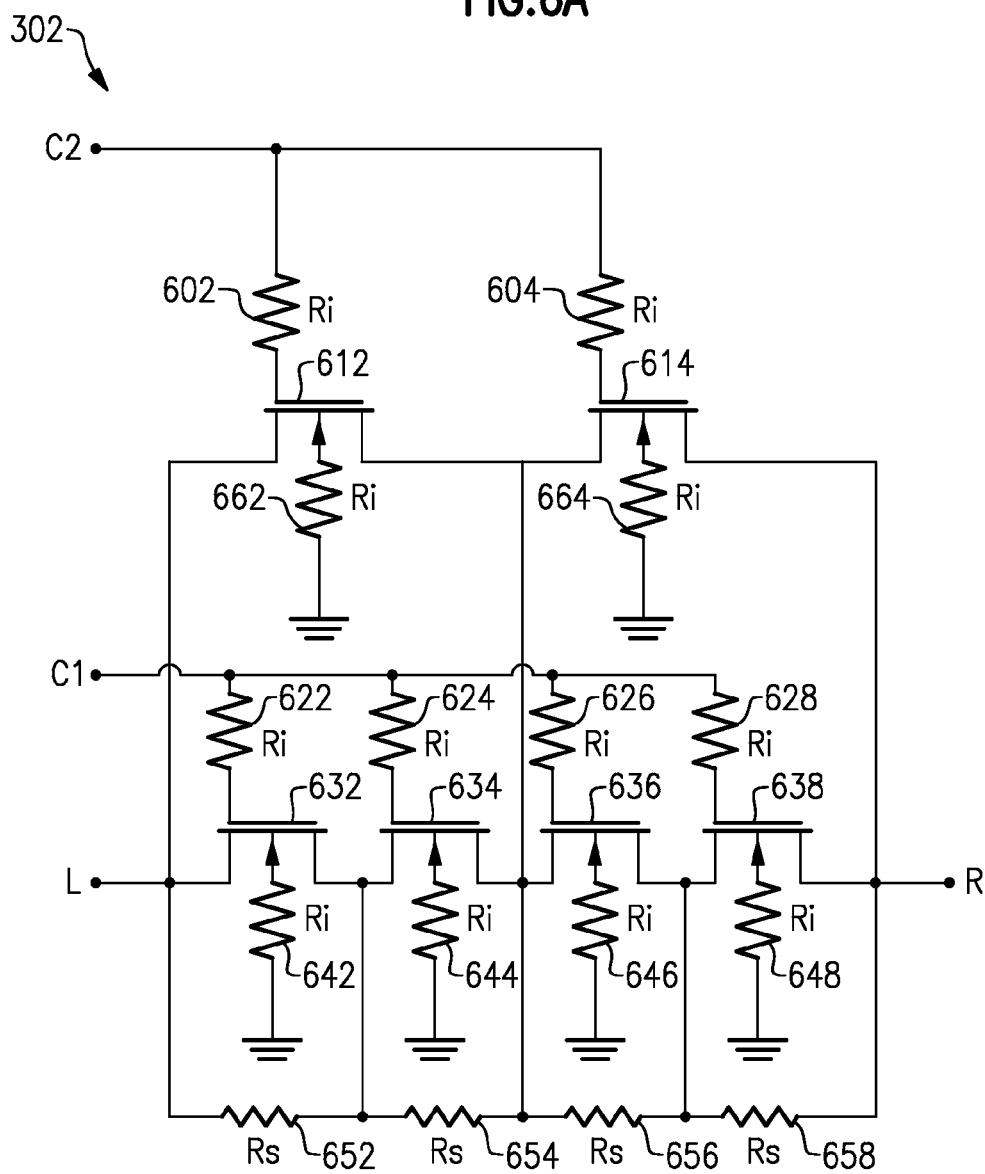 FIG.6A
302
C2
602 Ri 604 Ri
612 614
662 Ri 664 Ri
C1
622 624 626 628
Ri Ri Ri Ri
632 634 636 638
L R
Ri Ri Ri Ri
642 644 646 648
Rs 652 Rs 654 Rs 656 Rs 658